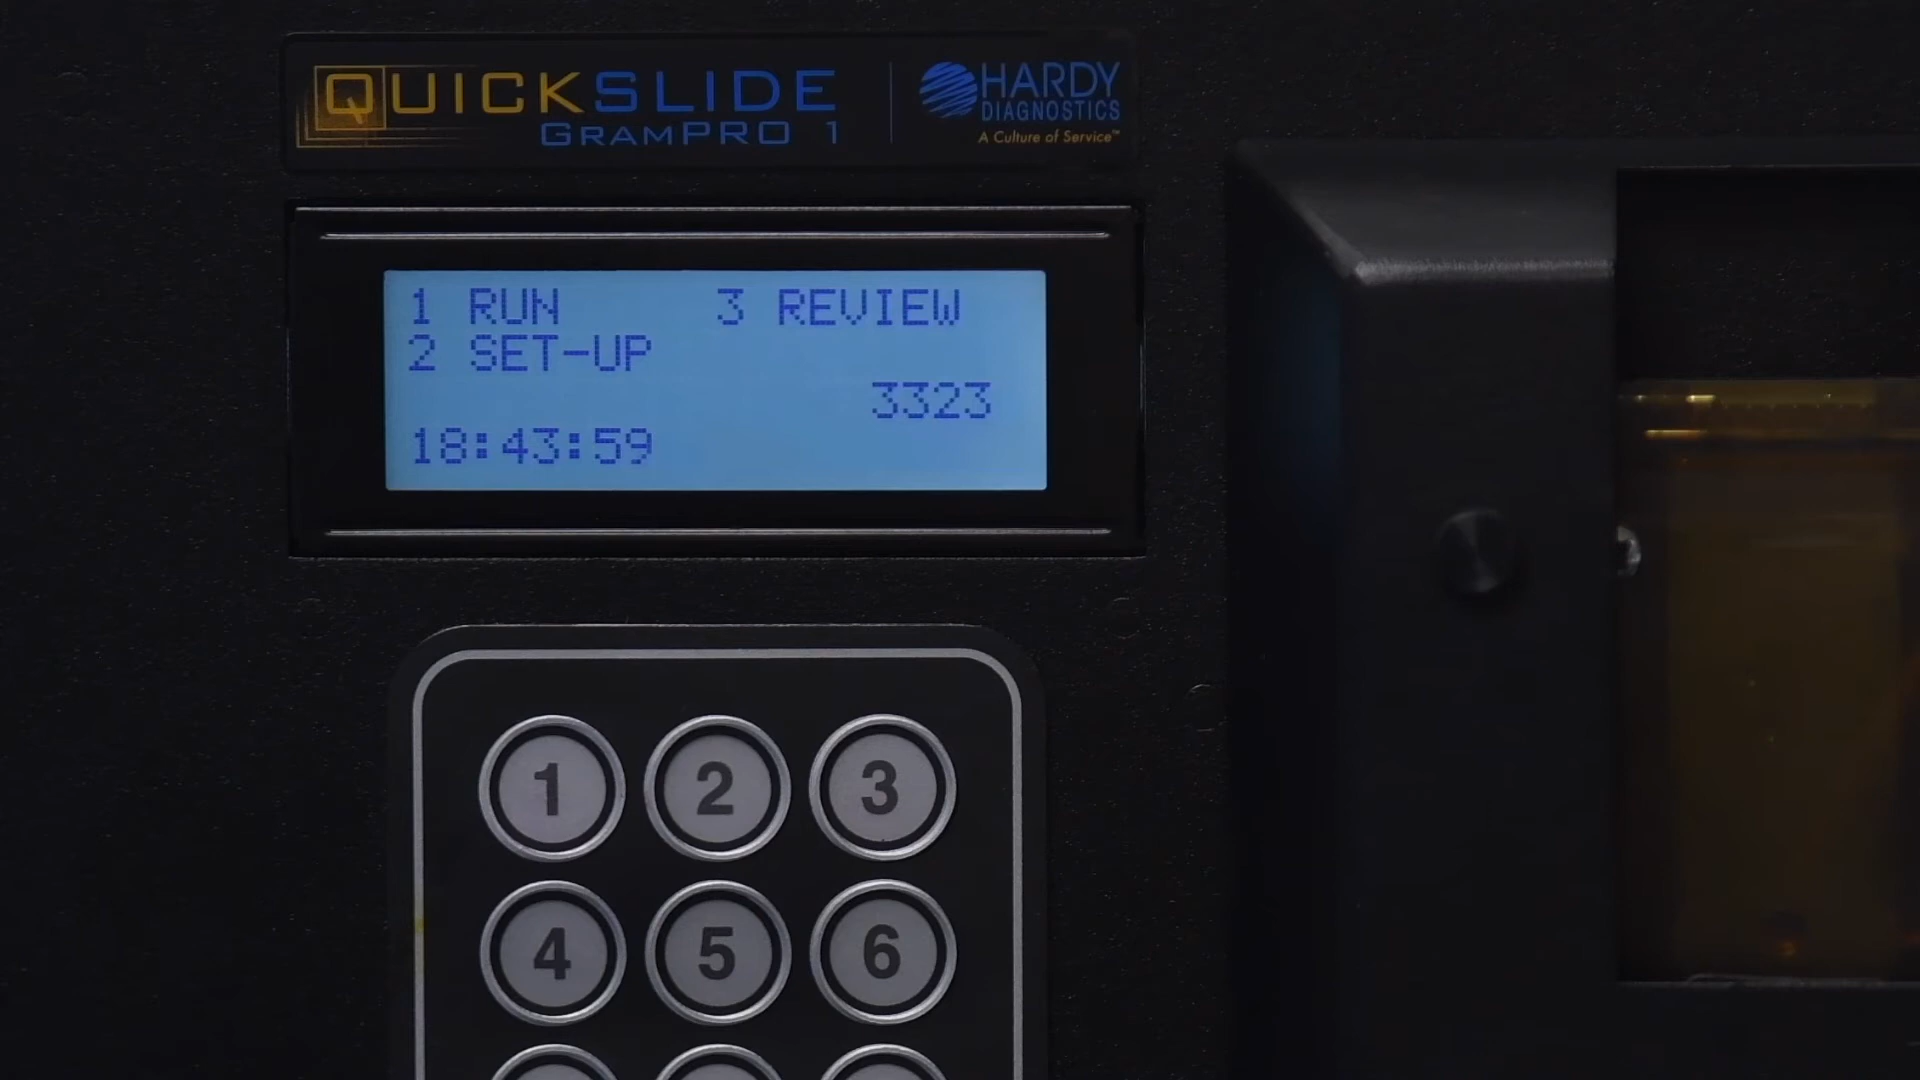 QUICKSLIDE
GRAMPRO 1
HARDY
DIAGNOSTICS
A Culture of Service™
1 RUN 3 REVIEW
2 SET-UP
3323
18:43:59
1 2 3
4 5 6